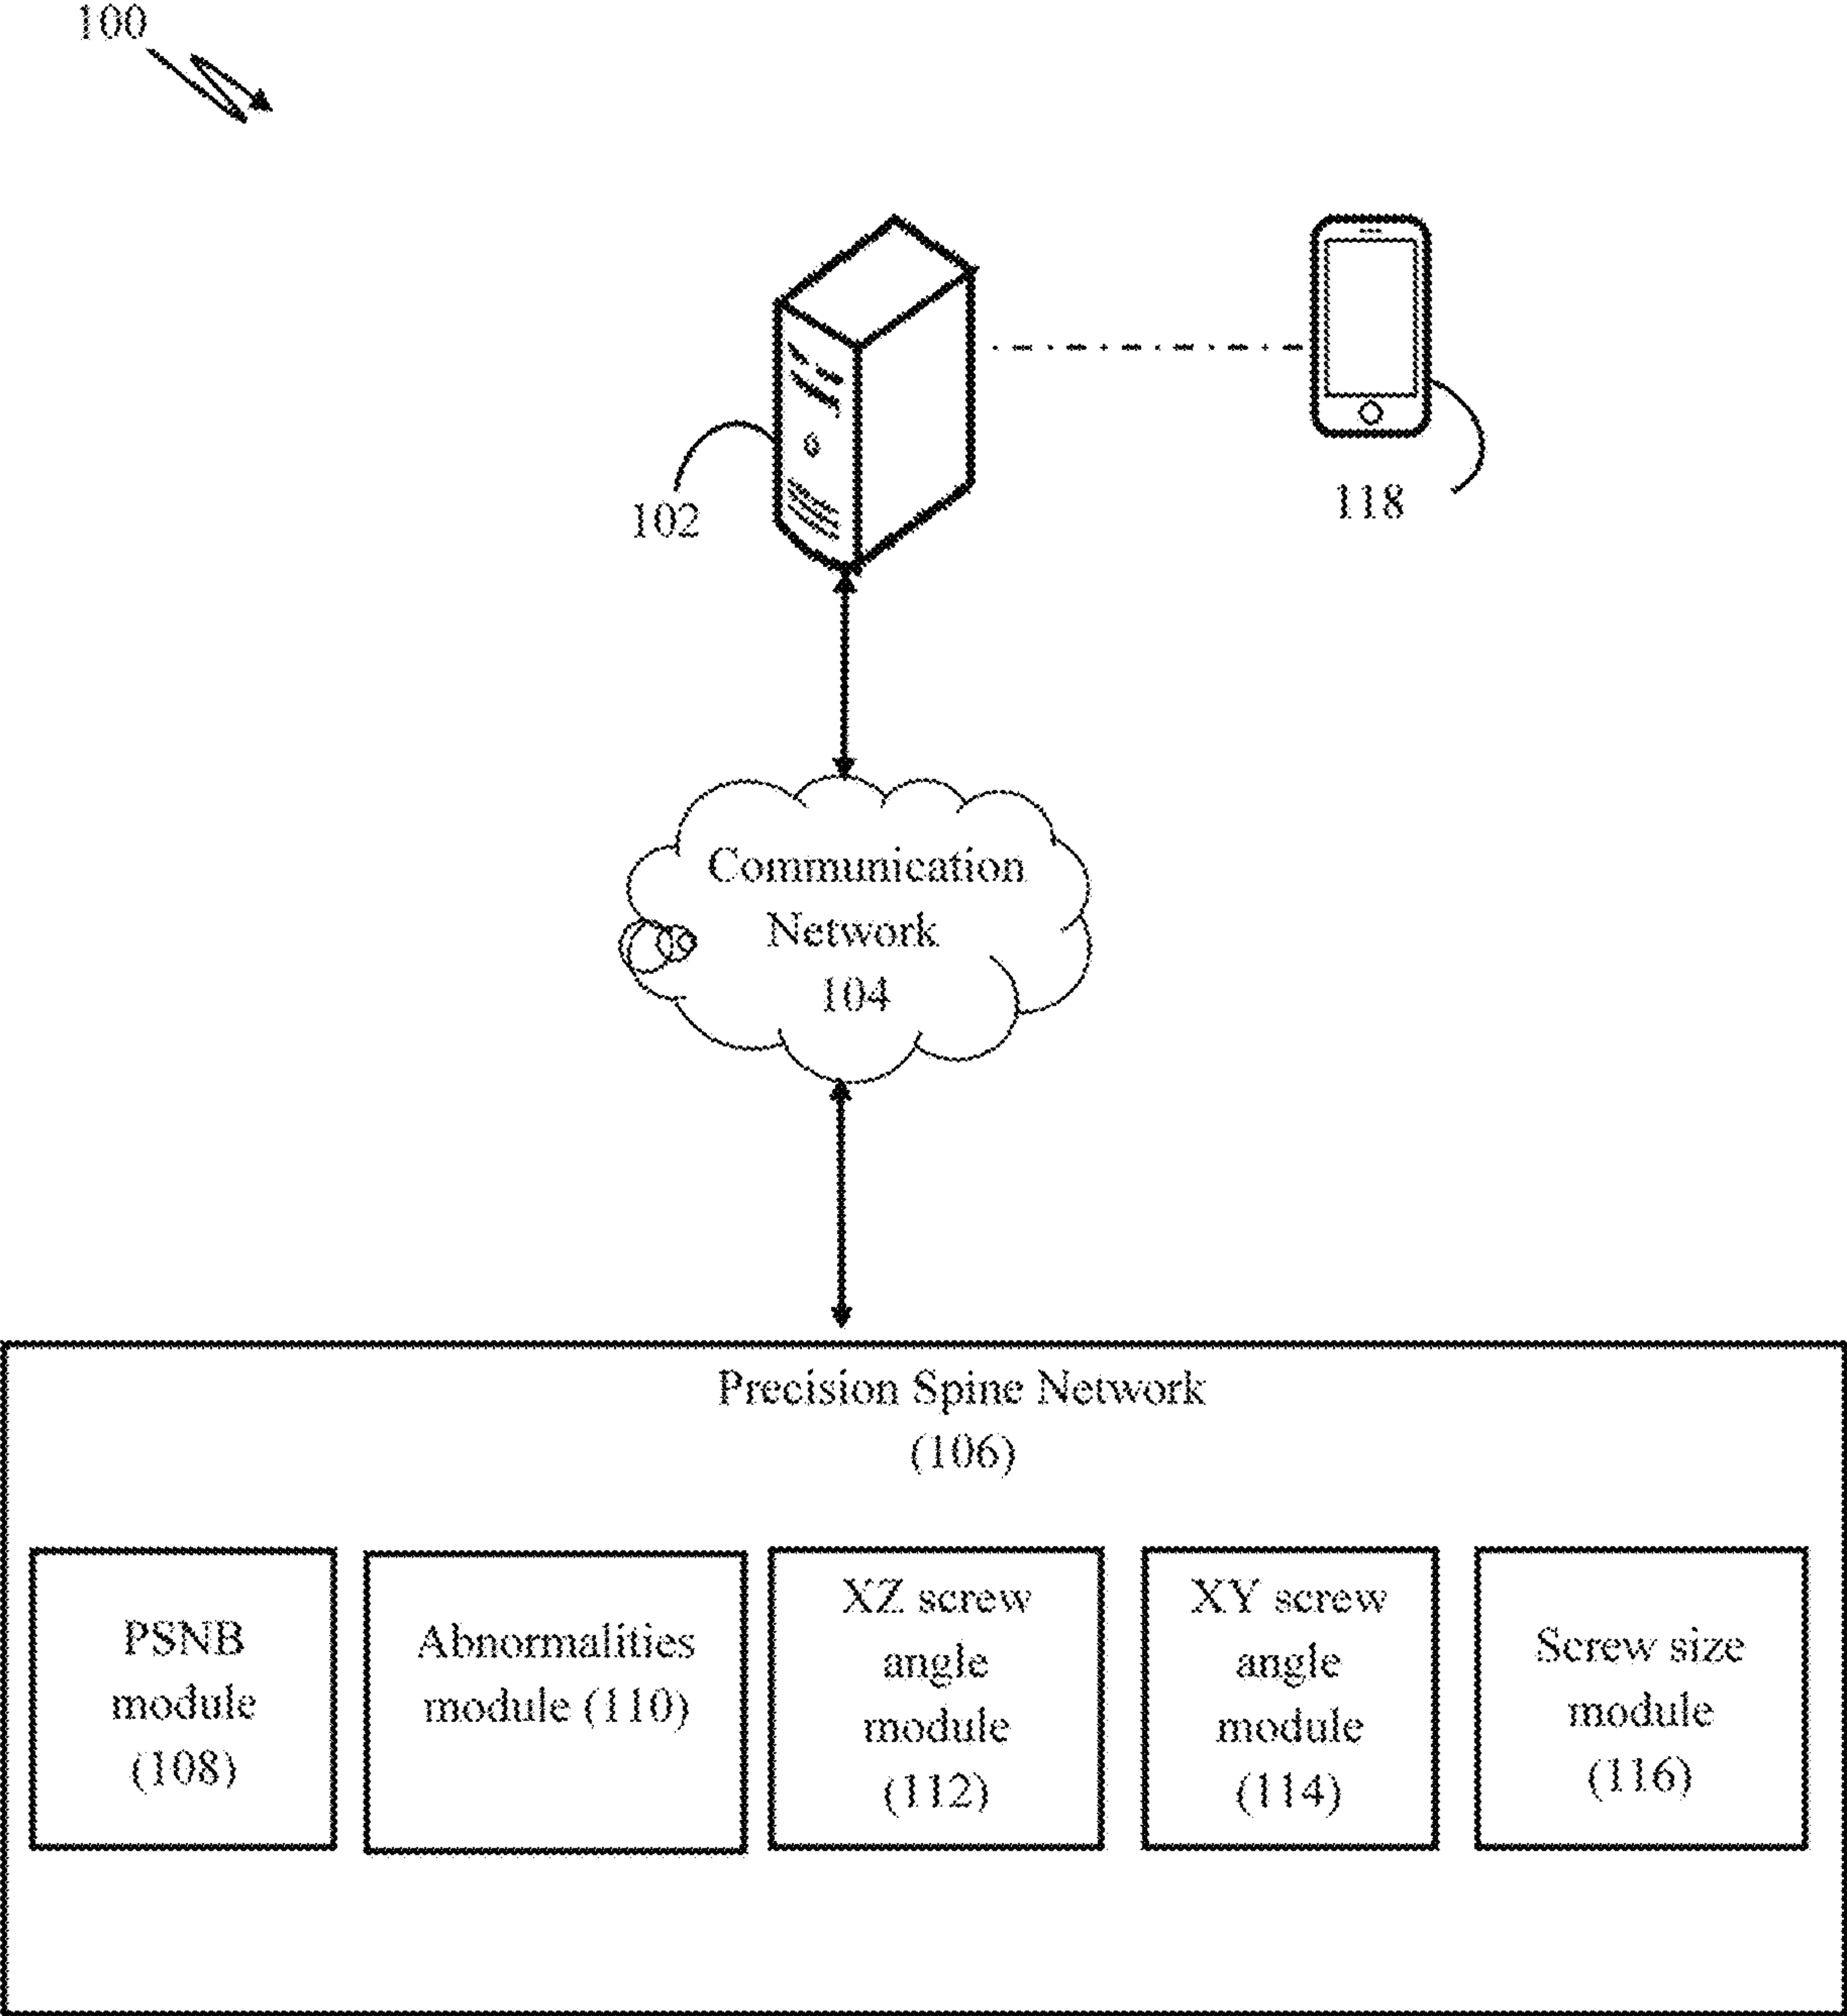 100
102
118
Communication
Network
104
Precision Spine Network
(106)
PSNB
module
(108)
Abnormalities
module (110)
XZ screw
angle
module
(112)
XY screw
angle
module
(114)
Screw size
module
(116)